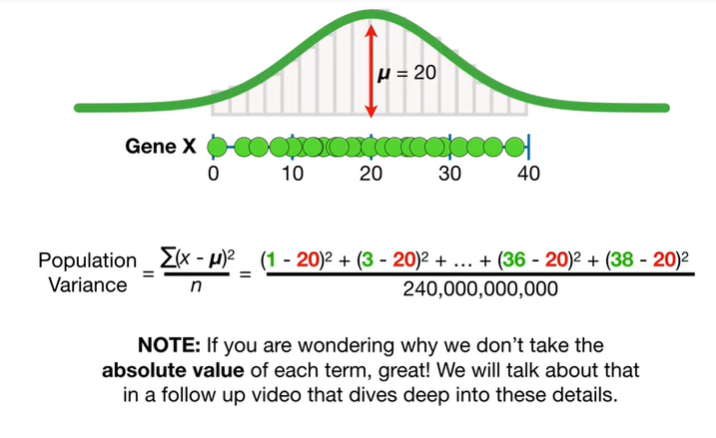 μ = 20
Gene X
0 10 20 30 40
Population Variance = Σ(x - μ)² / n = (1 - 20)² + (3 - 20)² + ... + (36 - 20)² + (38 - 20)² / 240,000,000,000
NOTE: If you are wondering why we don’t take the
absolute value of each term, great! We will talk about that
in a follow up video that dives deep into these details.